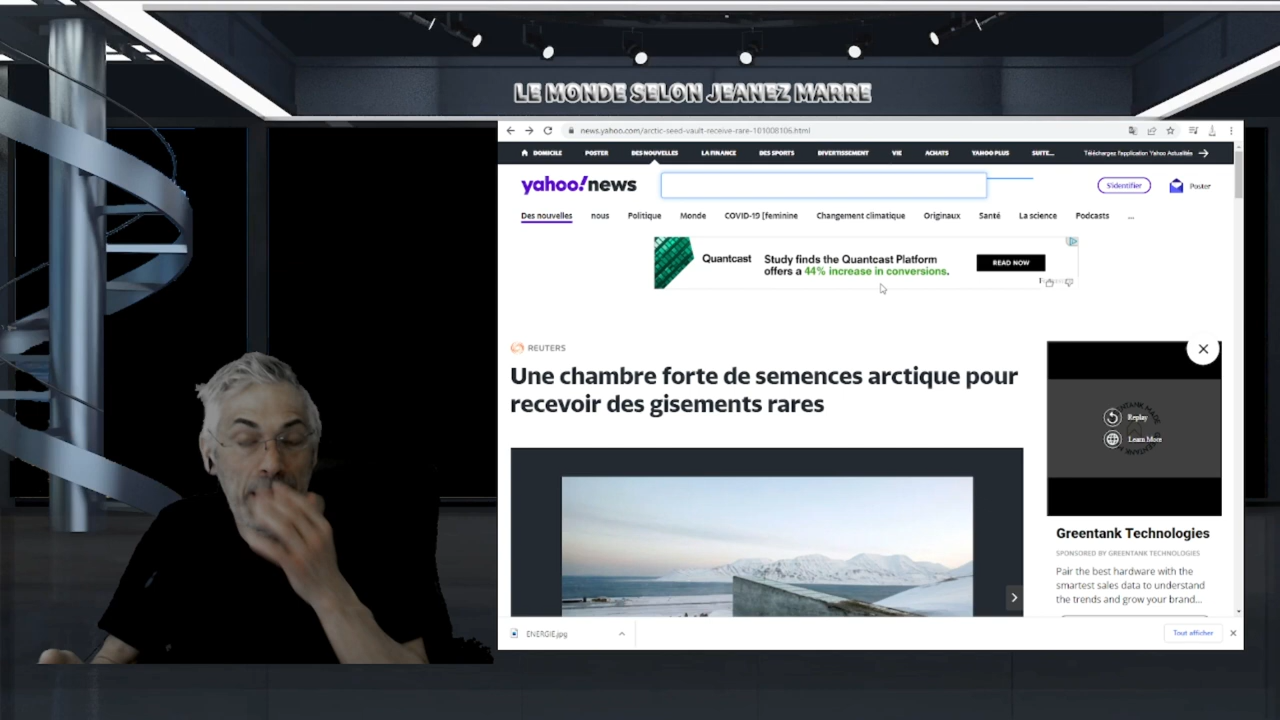 LE MONDE SELON JEANEZ MARRE
news.yahoo.com/arctic-seed-vault-receive-rare-101008106.html
DOMICILE POSTER DES NOUVELLES LA FINANCE DES SPORTS DIVERTISSEMENT VIE ACHATS YAHOO PLUS SUITE... Téléchargez l'application Yahoo Actualités
yahoo!news
S'identifier
Poster
Des nouvelles nous Politique Monde COVID-19 [feminine Changement climatique Originaux Santé La science Podcasts ...
Quantcast
Study finds the Quantcast Platform
offers a 44% increase in conversions.
READ NOW
REUTERS
Une chambre forte de semences arctique pour
recevoir des gisements rares
Replay
Learn More
Greentank Technologies
SPONSORED BY GREENTANK TECHNOLOGIES
Pair the best hardware with the
smartest sales data to understand
the trends and grow your brand...
ENERGIE.jpg
Tout afficher